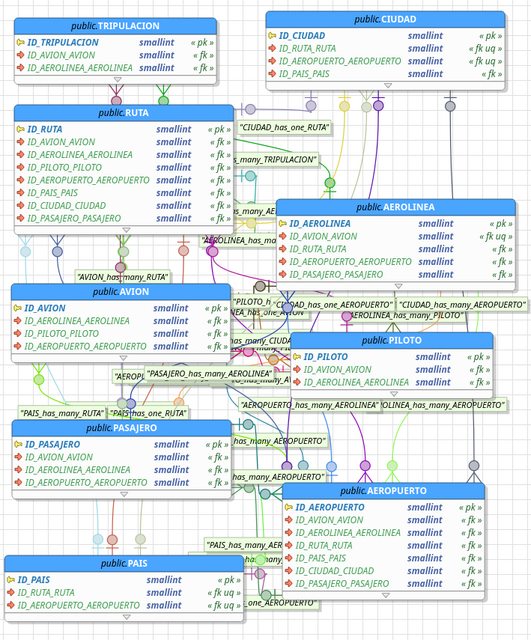 public.TRIPULACION
ID_TRIPULACION smallint « pk »
ID_AVION_AVION smallint « fk »
ID_AEROLINEA_AEROLINEA smallint « fk »
public.CIUDAD
ID_CIUDAD smallint « pk »
ID_RUTA_RUTA smallint « fk uq »
ID_AEROPUERTO_AEROPUERTO smallint « fk uq »
ID_PAIS_PAIS smallint « fk »
public.RUTA
ID_RUTA smallint « pk »
ID_AVION_AVION smallint « fk »
ID_AEROLINEA_AEROLINEA smallint « fk »
ID_PILOTO_PILOTO smallint « fk »
ID_AEROPUERTO_AEROPUERTO smallint « fk »
ID_PAIS_PAIS smallint « fk »
ID_CIUDAD_CIUDAD smallint « fk »
ID_PASAJERO_PASAJERO smallint « fk »
"CIUDAD_has_one_RUTA"
s_many_TRIPULACION"
public.AEROLINEA
ID_AEROLINEA smallint « pk »
ID_AVION_AVION smallint « fk uq »
ID_RUTA_RUTA smallint « fk »
ID_AEROPUERTO_AEROPUERTO smallint « fk »
ID_PASAJERO_PASAJERO smallint « fk »
"AEROLINEA_has_m
"AVION_has_many_RUTA"
public.AVION
ID_AVION smallint « pk »
ID_AEROLINEA_AEROLINEA smallint « fk »
ID_PILOTO_PILOTO smallint « fk »
ID_AEROPUERTO_AEROPUERTO smallint « fk »
"PILOTO_h
"CIUDAD_has_one_AEROPUERTO"
"CIUDAD_has_many_AEROPUERTO"
public.PILOTO
ID_PILOTO smallint « pk »
ID_AVION_AVION smallint « fk »
ID_AEROLINEA_AEROLINEA smallint « fk »
"PASAJERO_has_many_AEROLINEA"
"PAIS_has_many_RUTA"
"PAIS_has_one_RUTA"
"AEROPUERTO_has_many_AEROLINEA"
OLINEA_has_many_AEROPUERTO"
public.PASAJERO
ID_PASAJERO smallint « pk »
ID_AVION_AVION smallint « fk »
ID_AEROLINEA_AEROLINEA smallint « fk »
ID_AEROPUERTO_AEROPUERTO smallint « fk »
has_many_AEROPUERTO"
has_many_AEROPUERTO"
public.AEROPUERTO
ID_AEROPUERTO smallint « pk »
ID_AVION_AVION smallint « fk »
ID_AEROLINEA_AEROLINEA smallint « fk »
ID_RUTA_RUTA smallint « fk »
ID_PAIS_PAIS smallint « fk »
ID_CIUDAD_CIUDAD smallint « fk »
ID_PASAJERO_PASAJERO smallint « fk »
"PAIS_has_many_AER
public.PAIS
ID_PAIS smallint « pk »
ID_RUTA_RUTA smallint « fk uq »
ID_AEROPUERTO_AEROPUERTO smallint « fk uq »
_one_AEROPUERTO"